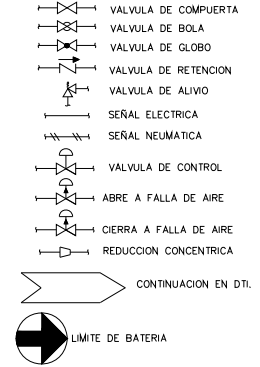 VALVULA DE COMPUERTA
VALVULA DE BOLA
VALVULA DE GLOBO
VALVULA DE RETENCION
VALVULA DE ALIVIO
SEÑAL ELECTRICA
SEÑAL NEUMATICA
VALVULA DE CONTROL
ABRE A FALLA DE AIRE
CIERRA A FALLA DE AIRE
REDUCCION CONCENTRICA
CONTINUACION EN DTI.
LIMITE DE BATERIA